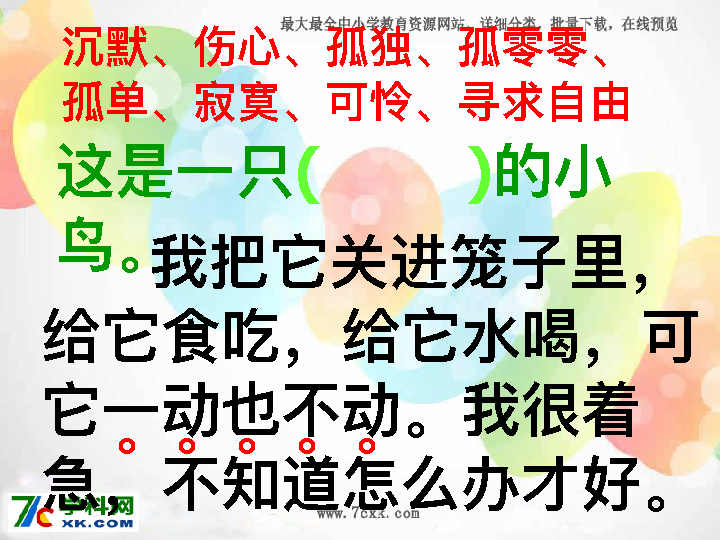 最大最全中小学教育资源网站，详细分类，批量下载，在线预览
沉默、伤心、孤独、孤零零、
孤单、寂寞、可怜、寻求自由
这是一只(　　)的小
鸟。
我把它关进笼子里，
给它食吃，给它水喝，可
它一动也不动。我很着
急，不知道怎么办才好。
7C学科网
XK.COM
www.7cxk.com